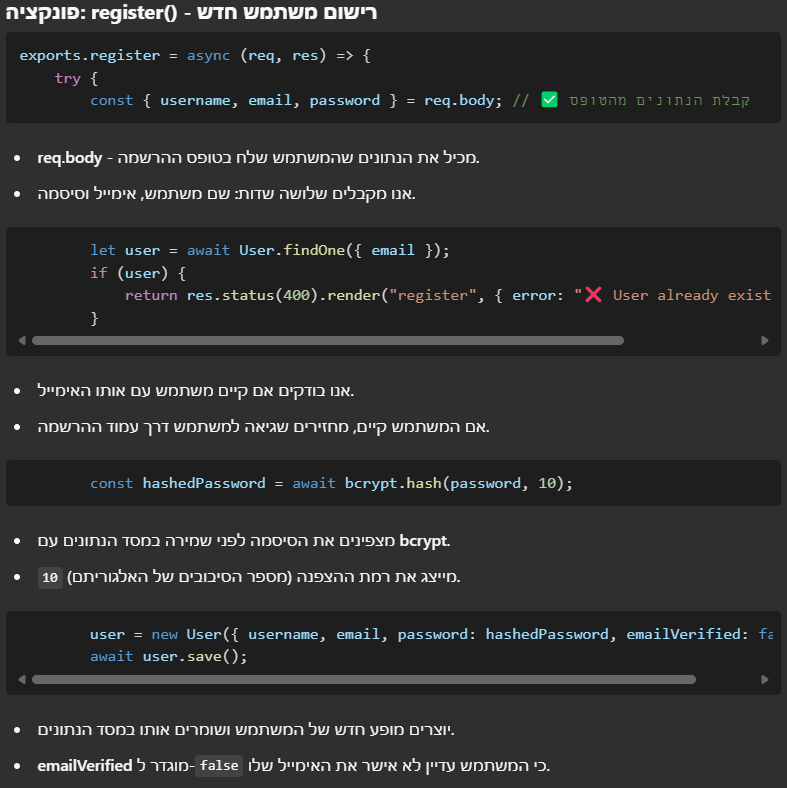 פונקציה: register() - רישום משתמש חדש
exports.register = async (req, res) => {
try {
const { username, email, password } = req.body; // ✅ קבלת הנתונים מהטופס
req.body - מכיל את הנתונים שהמשתמש שלח בטופס ההרשמה.
אנו מקבלים שלושה שדות: שם משתמש, אימייל וסיסמה.
let user = await User.findOne({ email });
if (user) {
return res.status(400).render("register", { error: "❌ User already exist
}
אנו בודקים אם קיים משתמש עם אותו האימייל.
אם המשתמש קיים, מחזירים שגיאה למשתמש דרך עמוד ההרשמה.
const hashedPassword = await bcrypt.hash(password, 10);
מצפינים את הסיסמה לפני שמירה במסד הנתונים עם bcrypt.
10 מייצג את רמת ההצפנה (מספר הסיבובים של האלגוריתם).
user = new User({ username, email, password: hashedPassword, emailVerified: fa
await user.save();
יוצרים מופע חדש של המשתמש ושומרים אותו במסד הנתונים.
emailVerified מוגדר ל-false כי המשתמש עדיין לא אישר את האימייל שלו.